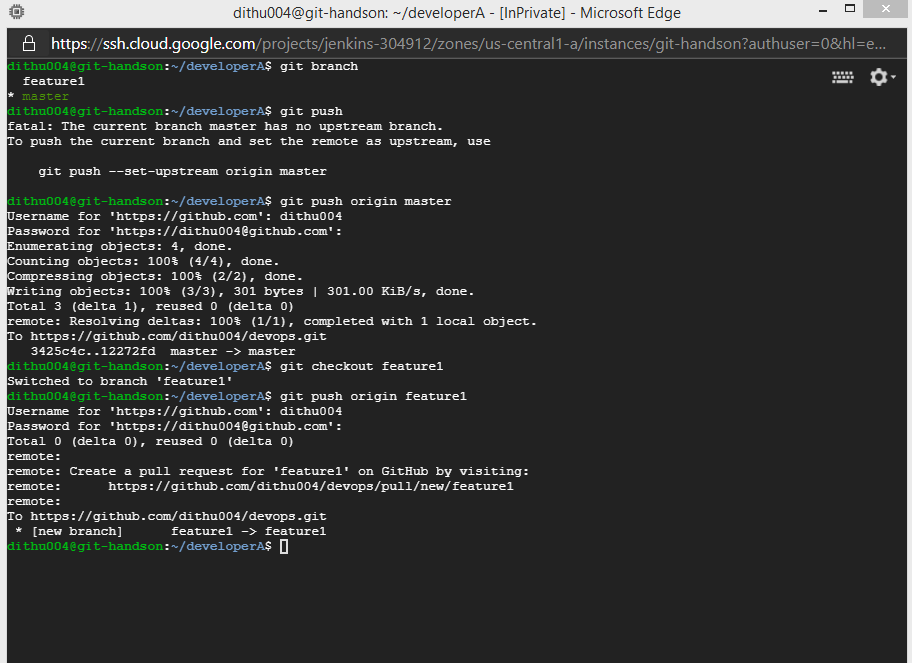 dithu004@git-handson: ~/developerA - [InPrivate] - Microsoft Edge
https://ssh.cloud.google.com/projects/jenkins-304912/zones/us-central1-a/instances/git-handson?authuser=0&hl=e...
dithu004@git-handson:~/developerA$ git branch
  feature1
* master
dithu004@git-handson:~/developerA$ git push
fatal: The current branch master has no upstream branch.
To push the current branch and set the remote as upstream, use
    git push --set-upstream origin master
dithu004@git-handson:~/developerA$ git push origin master
Username for 'https://github.com': dithu004
Password for 'https://dithu004@github.com':
Enumerating objects: 4, done.
Counting objects: 100% (4/4), done.
Compressing objects: 100% (2/2), done.
Writing objects: 100% (3/3), 301 bytes | 301.00 KiB/s, done.
Total 3 (delta 1), reused 0 (delta 0)
remote: Resolving deltas: 100% (1/1), completed with 1 local object.
To https://github.com/dithu004/devops.git
   3425c4c..12272fd  master -> master
dithu004@git-handson:~/developerA$ git checkout feature1
Switched to branch 'feature1'
dithu004@git-handson:~/developerA$ git push origin feature1
Username for 'https://github.com': dithu004
Password for 'https://dithu004@github.com':
Total 0 (delta 0), reused 0 (delta 0)
remote:
remote: Create a pull request for 'feature1' on GitHub by visiting:
remote:      https://github.com/dithu004/devops/pull/new/feature1
remote:
To https://github.com/dithu004/devops.git
 * [new branch]      feature1 -> feature1
dithu004@git-handson:~/developerA$